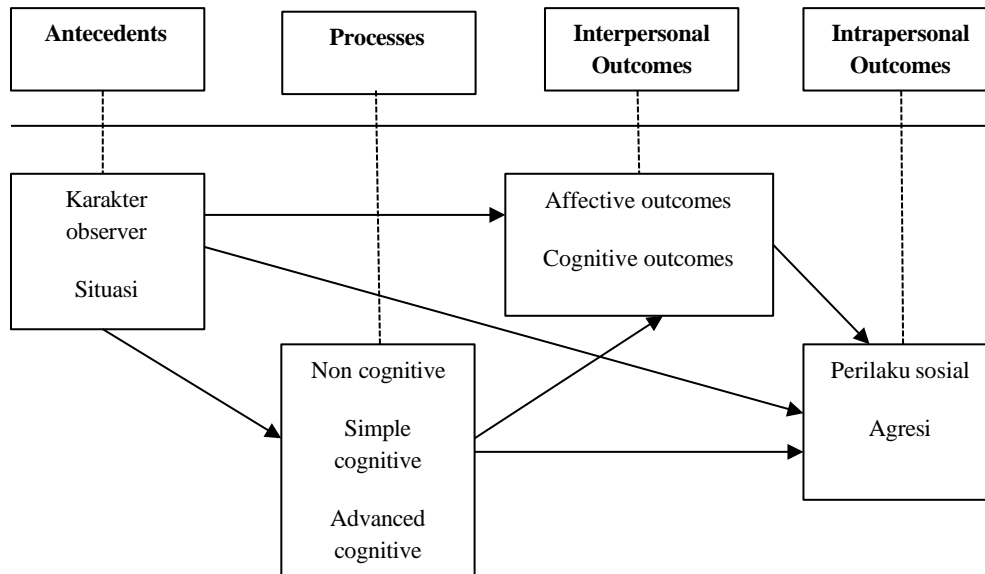 Antecedents
Processes
Interpersonal
Outcomes
Intrapersonal
Outcomes
Karakter
observer
Situasi
Affective outcomes
Cognitive outcomes
Non cognitive
Simple
cognitive
Advanced
cognitive
Perilaku sosial
Agresi